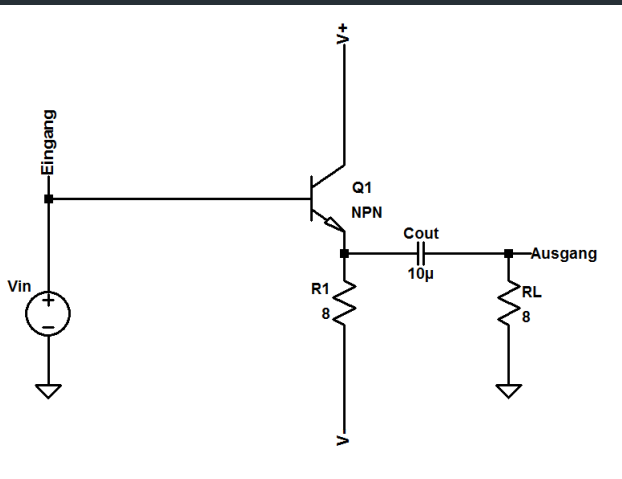 V+
Eingang
Q1
NPN
Cout
Ausgang
10µ
Vin
R1
8
RL
8
V